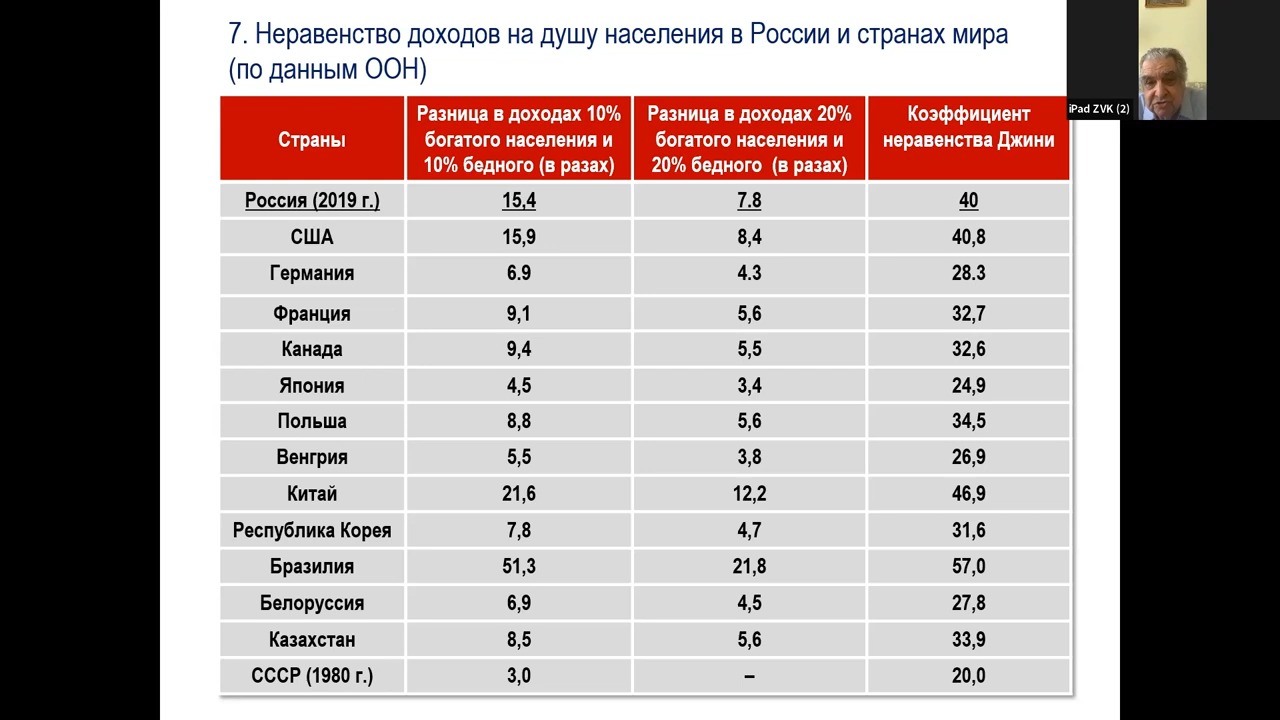 7. Неравенство доходов на душу населения в России и странах мира
(по данным ООН)
iPad ZVK (2)
Страны
Разница в доходах 10%
богатого населения и
10% бедного (в разах)
Разница в доходах 20%
богатого населения и
20% бедного (в разах)
Коэффициент
неравенства Джини
Россия (2019 г.) 15,4 7.8 40
США 15,9 8,4 40,8
Германия 6.9 4.3 28.3
Франция 9,1 5,6 32,7
Канада 9,4 5,5 32,6
Япония 4,5 3,4 24,9
Польша 8,8 5,6 34,5
Венгрия 5,5 3,8 26,9
Китай 21,6 12,2 46,9
Республика Корея 7,8 4,7 31,6
Бразилия 51,3 21,8 57,0
Белоруссия 6,9 4,5 27,8
Казахстан 8,5 5,6 33,9
СССР (1980 г.) 3,0 – 20,0